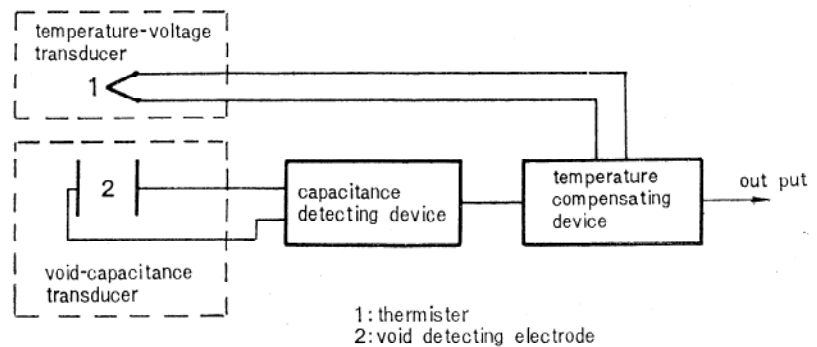 temperature-voltage
transducer
1
2
capacitance
detecting device
temperature
compensating
device
out put
void-capacitance
transducer
1: thermister
2: void detecting electrode